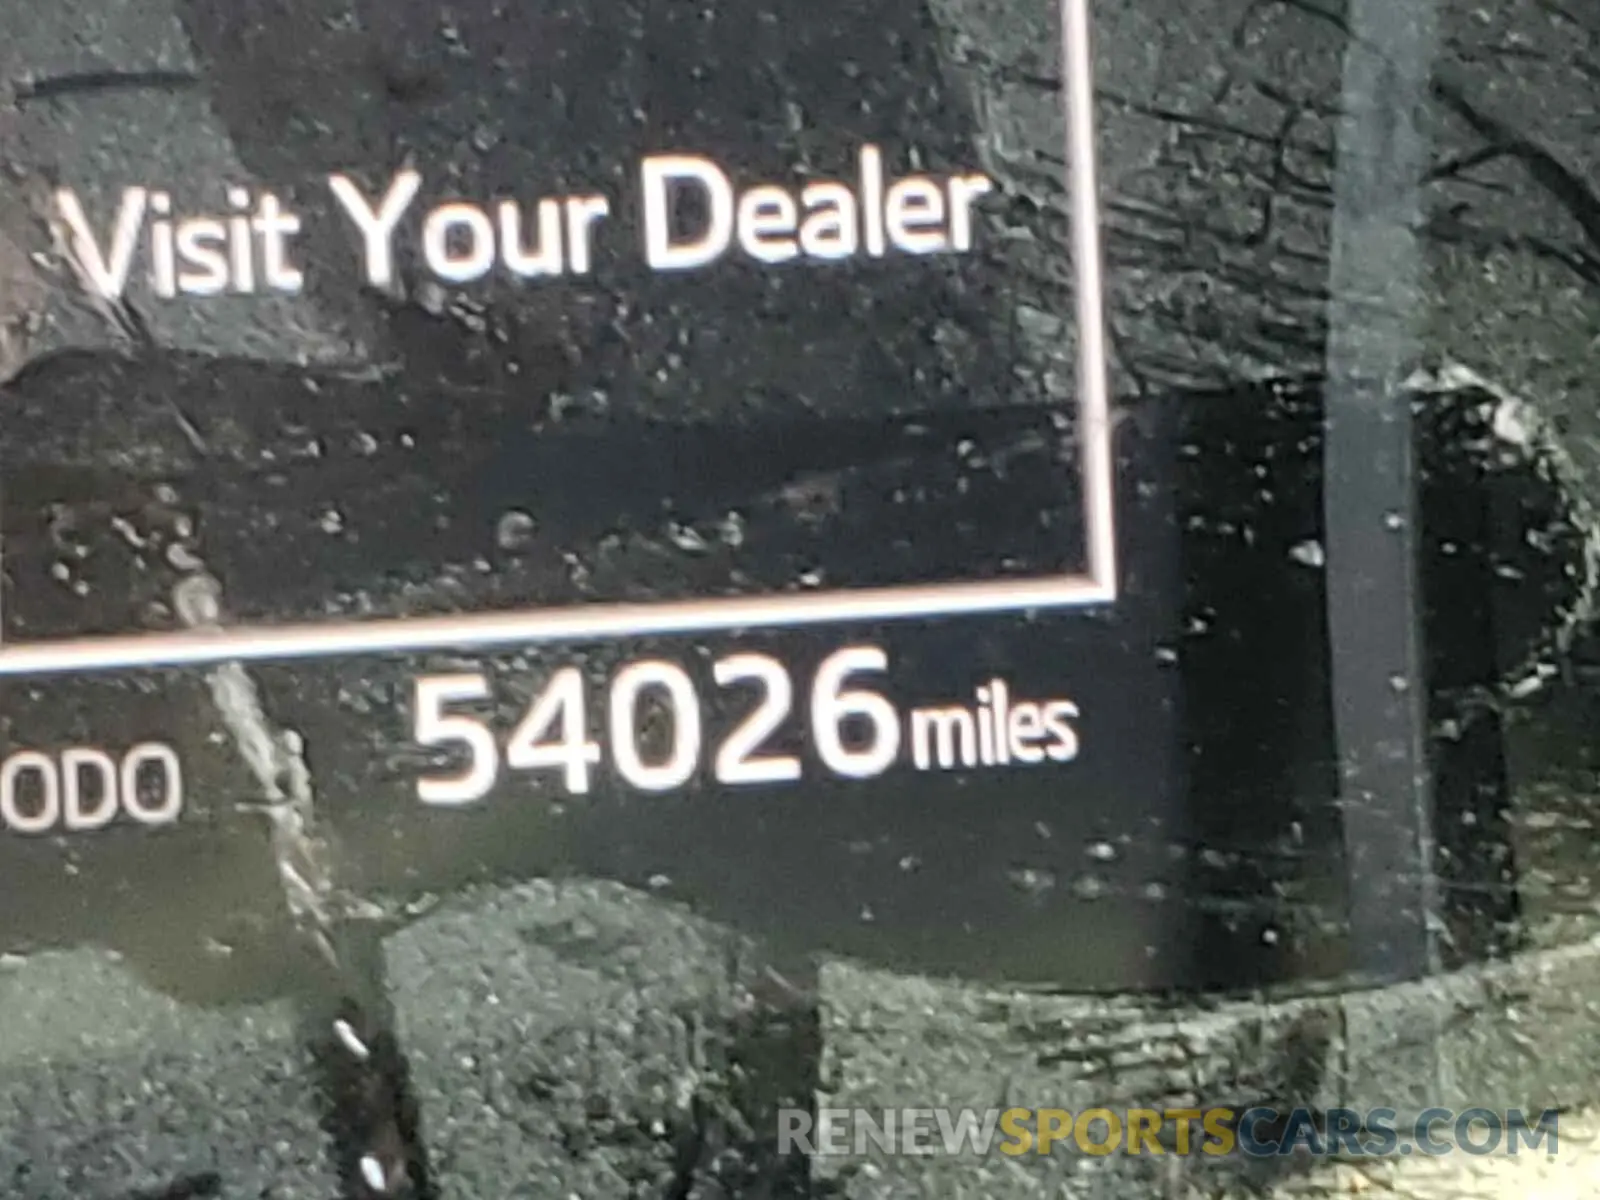 Visit Your Dealer
ODO 54026 miles
RENEWSPORTSCARS.COM